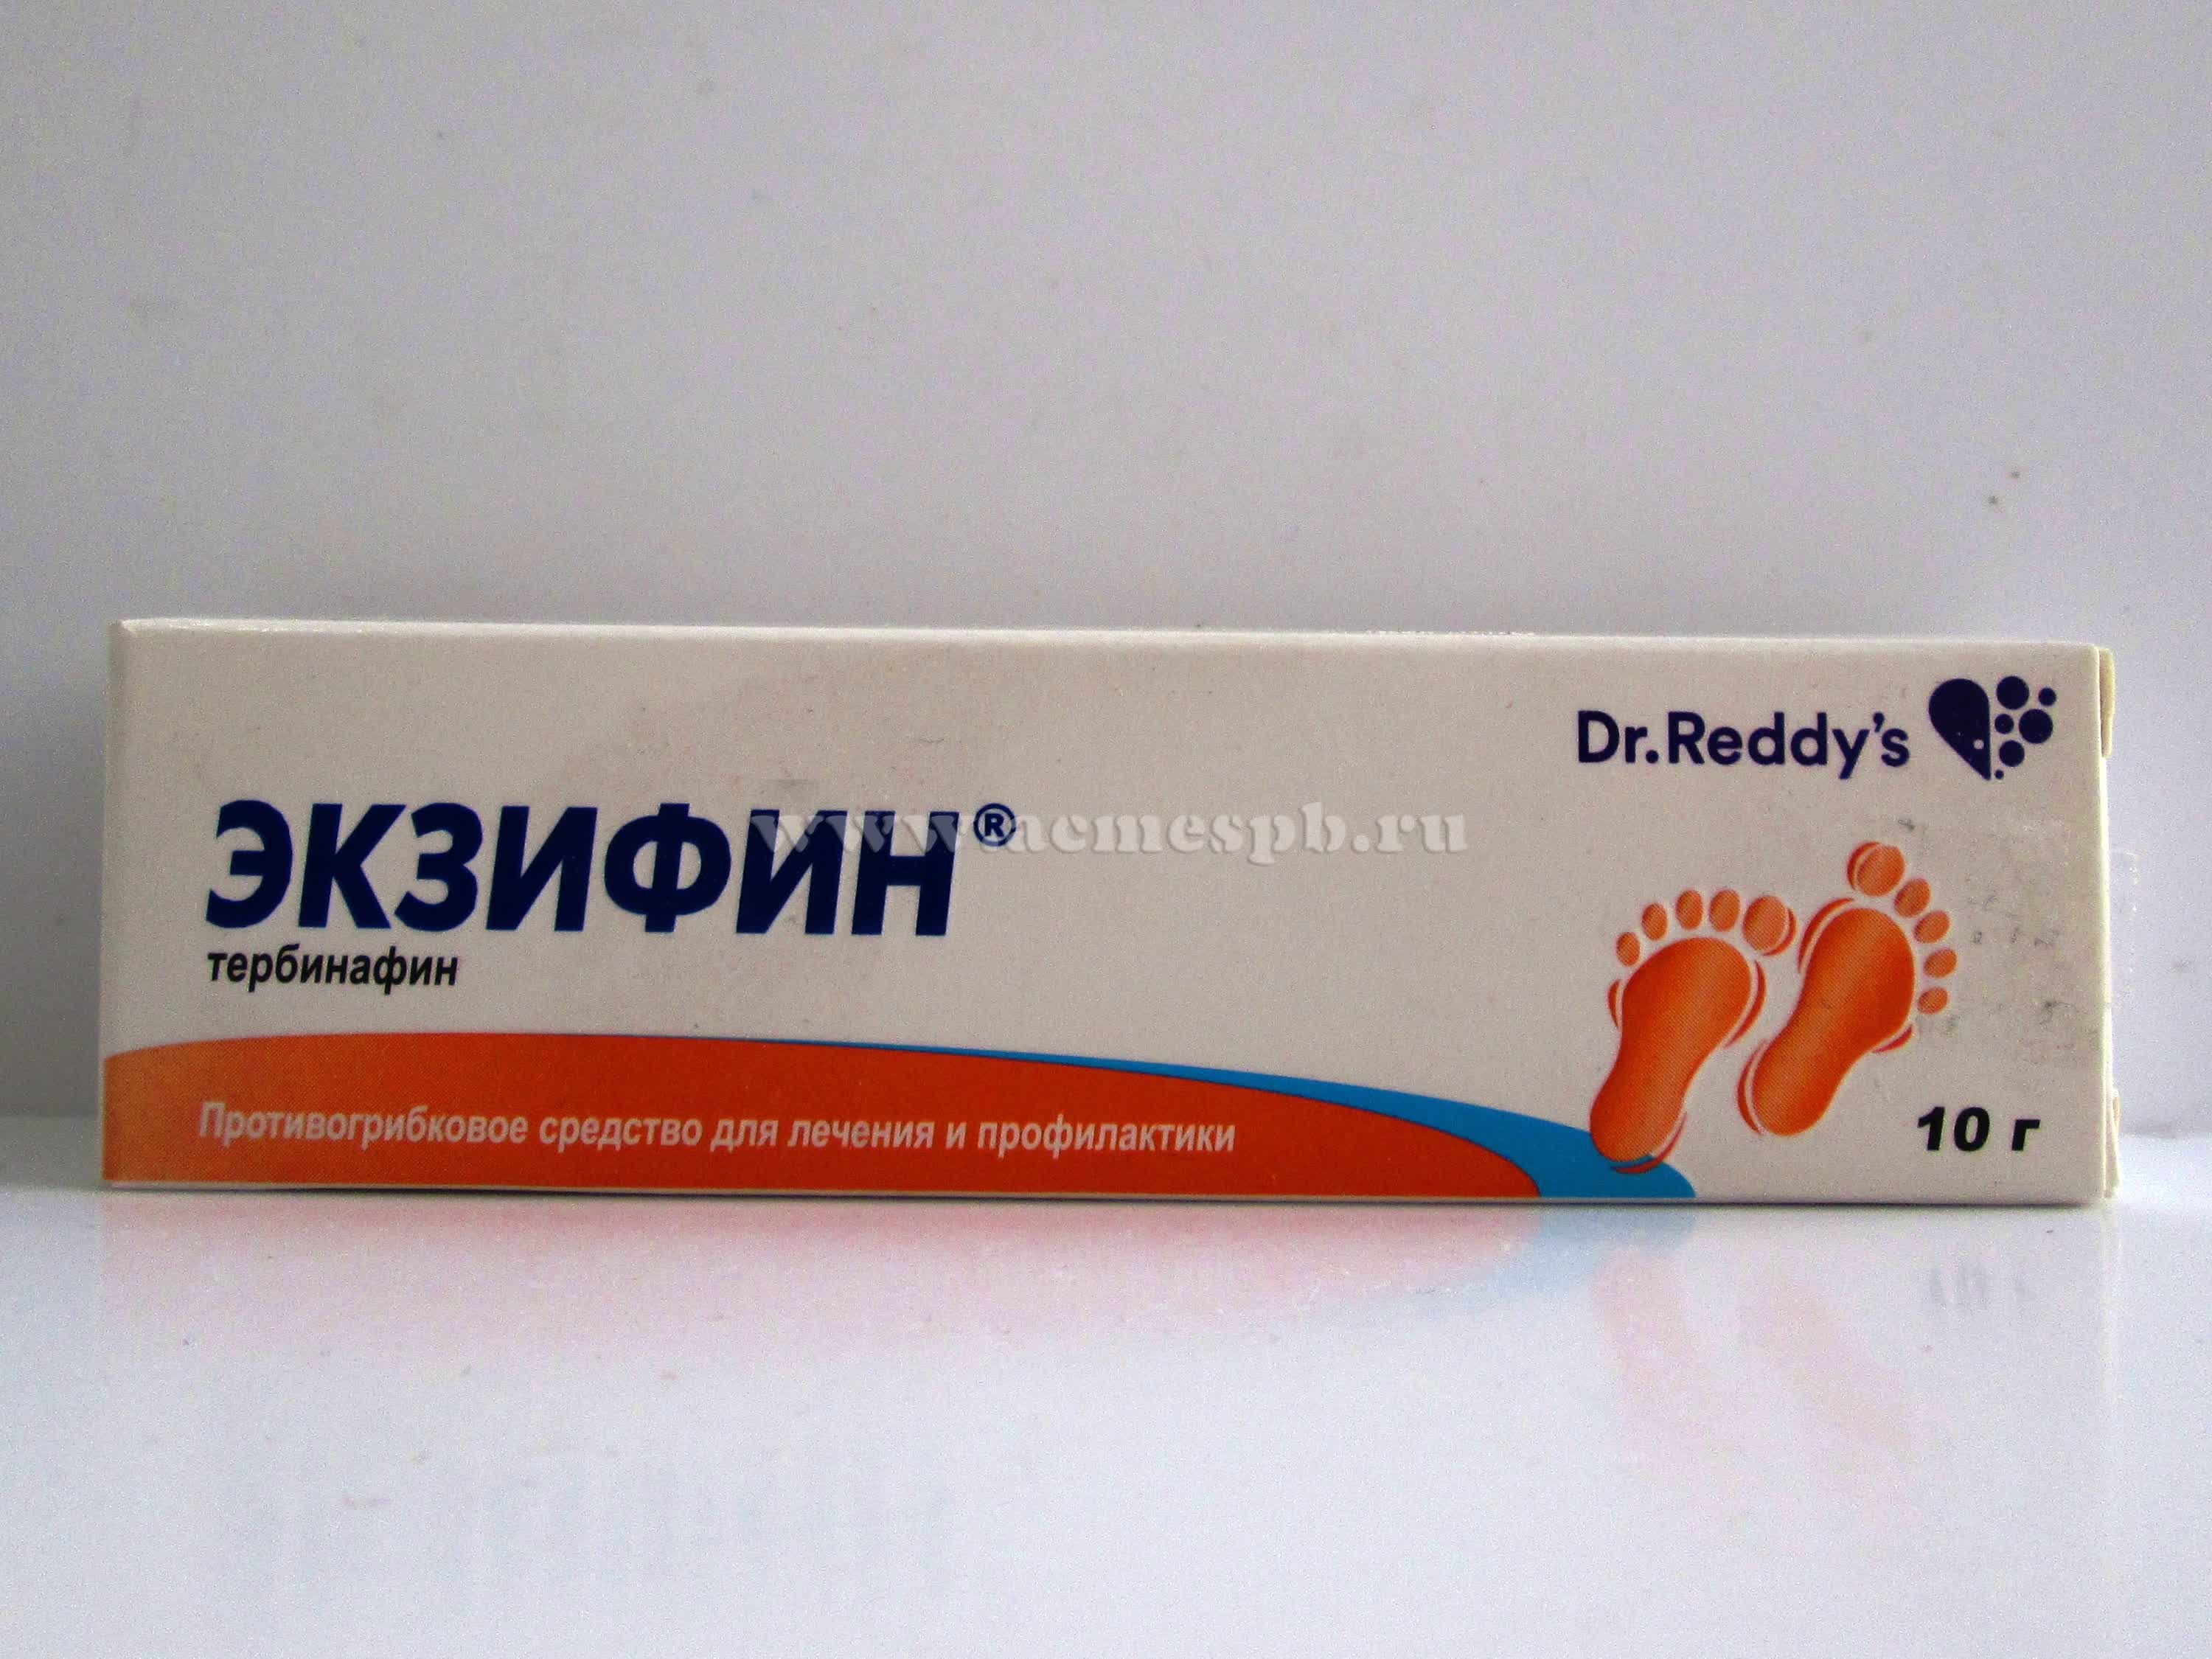 Dr.Reddy's
ЭКЗИФИН®
www.acmespb.ru
тербинафин
Противогрибковое средство для лечения и профилактики
10 г